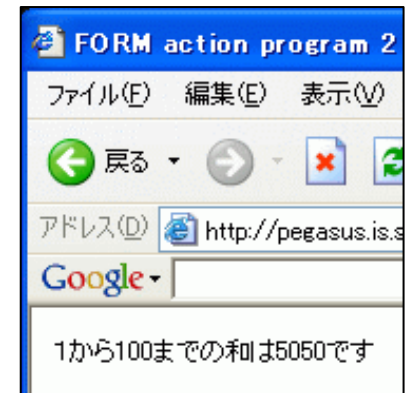 FORM action program 2
ファイル(F) 編集(E) 表示(V)
戻る
アドレス(D) http://pegasus.is.s
Google
1から100までの和は5050です